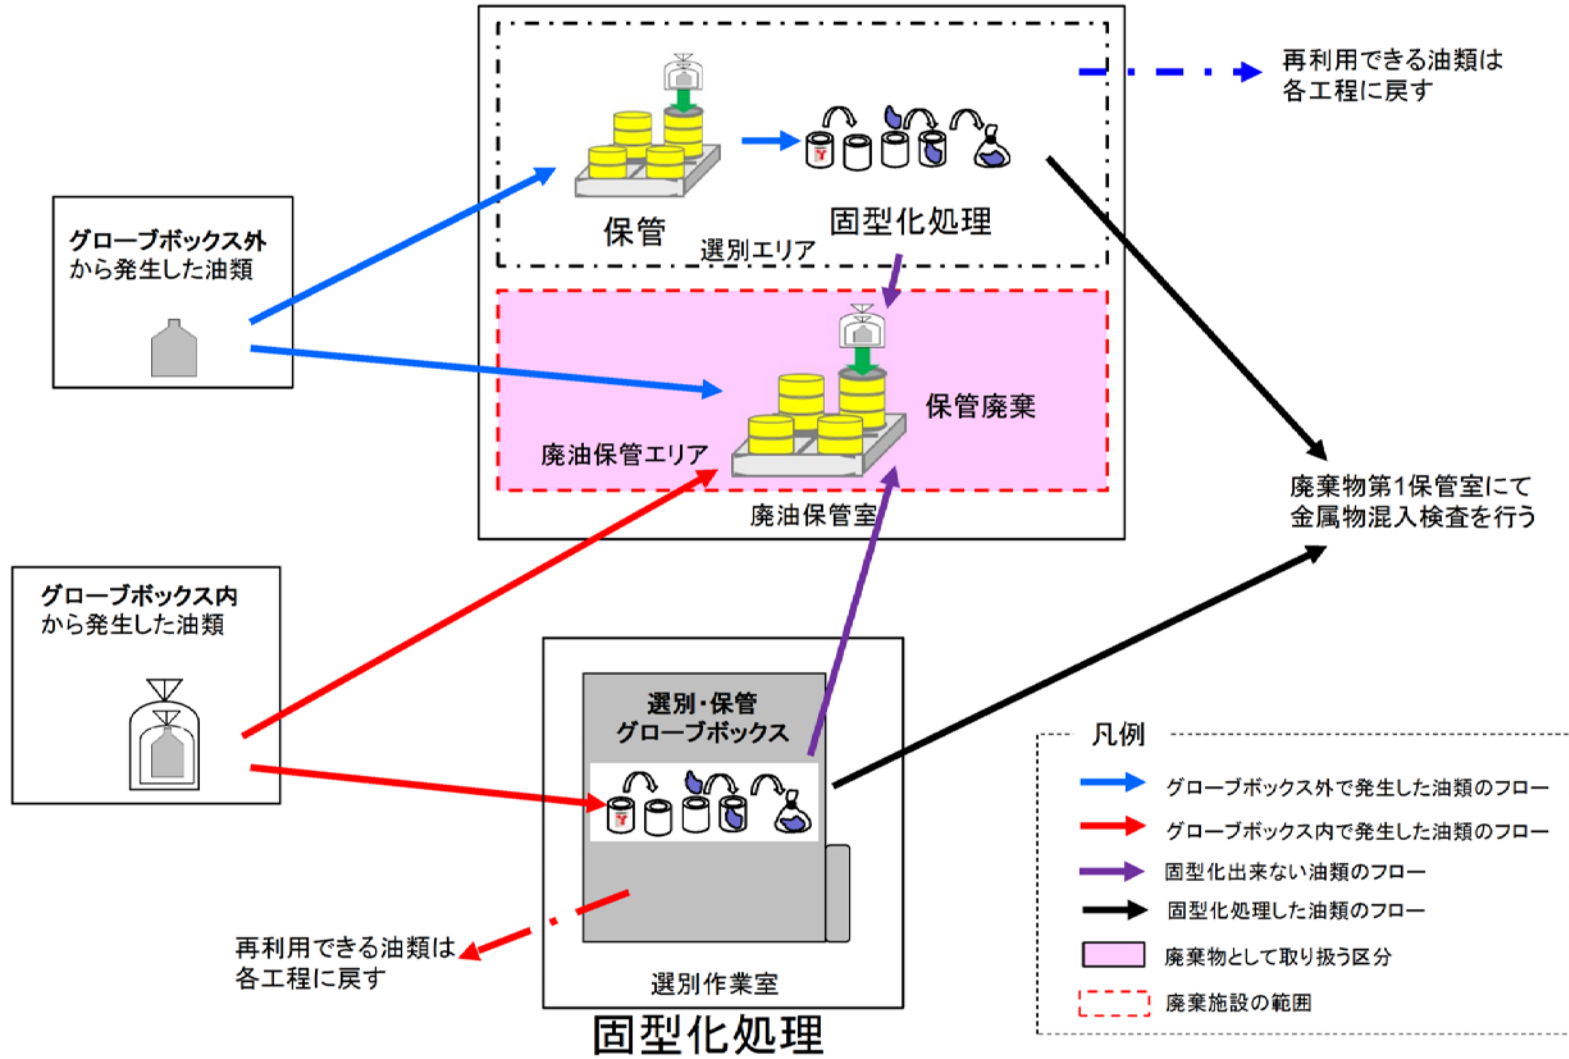 再利用できる油類は
各工程に戻す
グローブボックス外
から発生した油類
保管
固型化処理
選別エリア
保管廃棄
廃油保管エリア
廃油保管室
廃棄物第1保管室にて
金属物混入検査を行う
グローブボックス内
から発生した油類
選別・保管
グローブボックス
再利用できる油類は
各工程に戻す
選別作業室
固型化処理
凡例
グローブボックス外で発生した油類のフロー
グローブボックス内で発生した油類のフロー
固型化出来ない油類のフロー
固型化処理した油類のフロー
廃棄物として取り扱う区分
廃棄施設の範囲